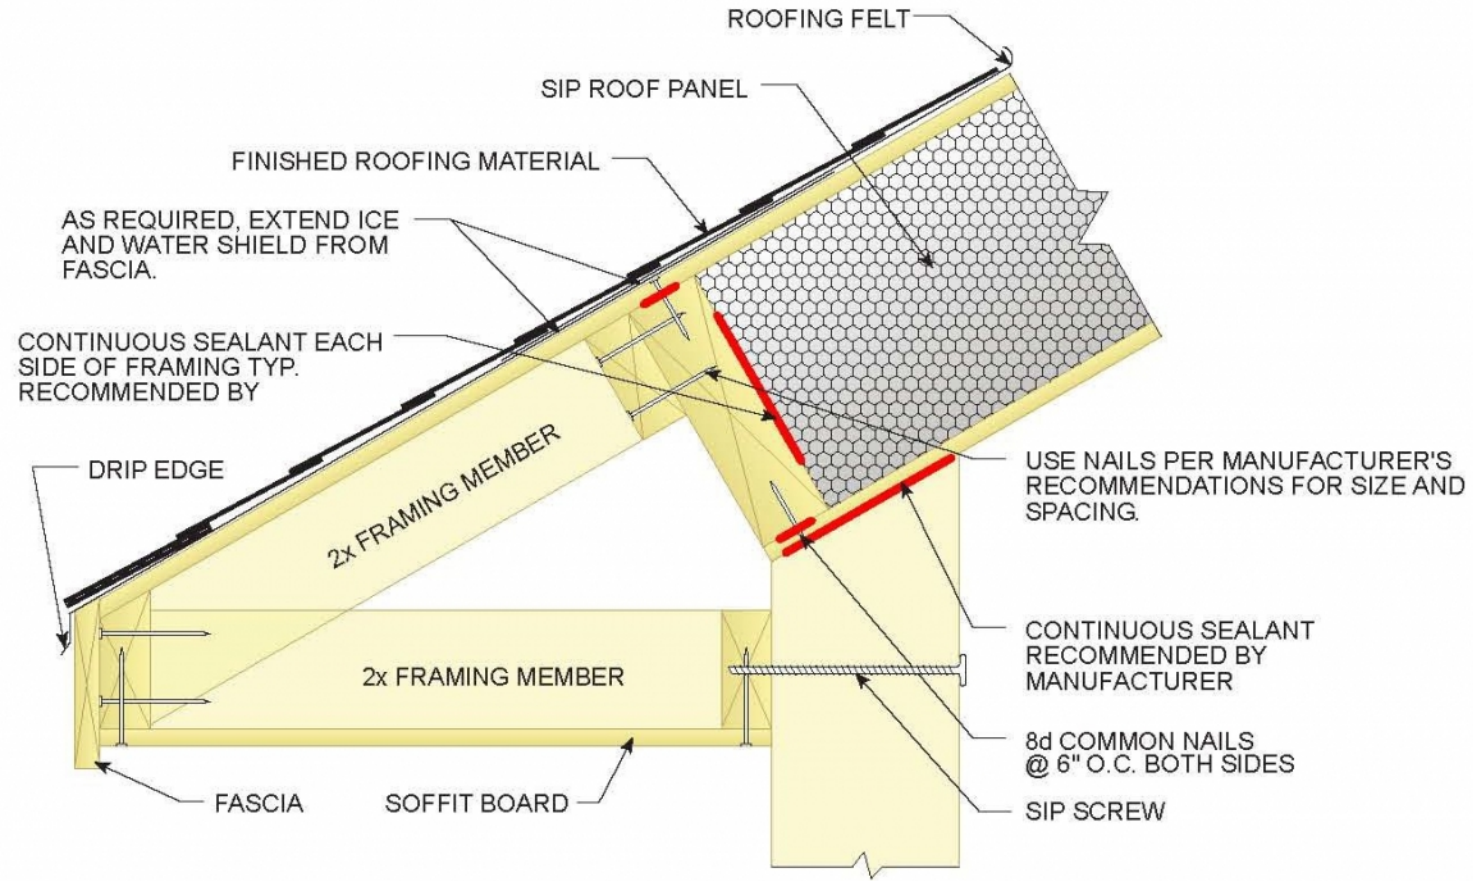 ROOFING FELT
SIP ROOF PANEL
FINISHED ROOFING MATERIAL
AS REQUIRED, EXTEND ICE
AND WATER SHIELD FROM
FASCIA.
CONTINUOUS SEALANT EACH
SIDE OF FRAMING TYP.
RECOMMENDED BY
DRIP EDGE
2x FRAMING MEMBER
USE NAILS PER MANUFACTURER'S
RECOMMENDATIONS FOR SIZE AND
SPACING.
2x FRAMING MEMBER
CONTINUOUS SEALANT
RECOMMENDED BY
MANUFACTURER
8d COMMON NAILS
@ 6" O.C. BOTH SIDES
FASCIA
SOFFIT BOARD
SIP SCREW